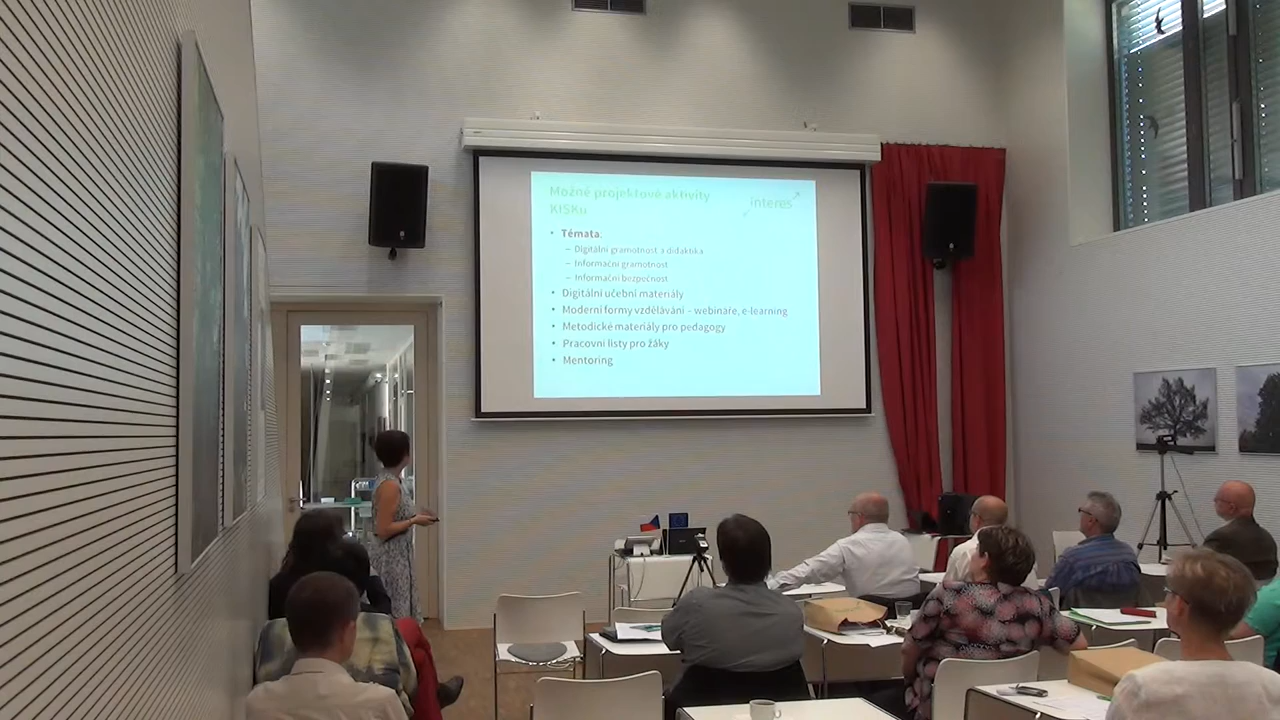 Možné projektové aktivity
KISKu
interes
• Témata:
– Digitální gramotnost a didaktika
– Informační gramotnost
– Informační bezpečnost
• Digitální učební materiály
• Moderní formy vzdělávání – webináře, e-learning
• Metodické materiály pro pedagogy
• Pracovní listy pro žáky
• Mentoring